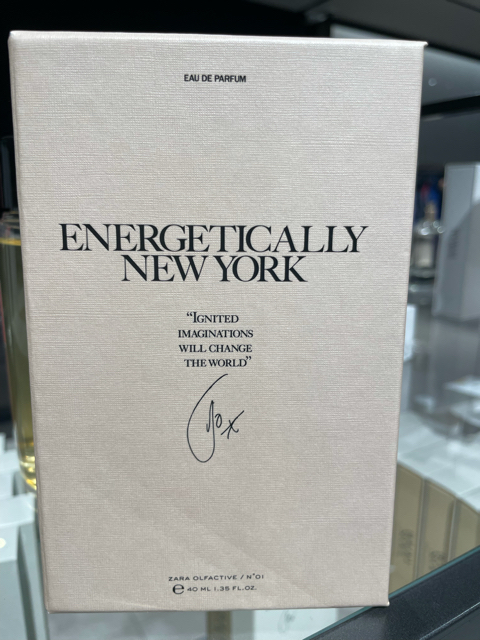 EAU DE PARFUM
ENERGETICALLY
NEW YORK
“IGNITED
IMAGINATIONS
WILL CHANGE
THE WORLD”
Jo x
ZARA OLFACTIVE / N°01
℮ 40 ML 1.35 FL.OZ.